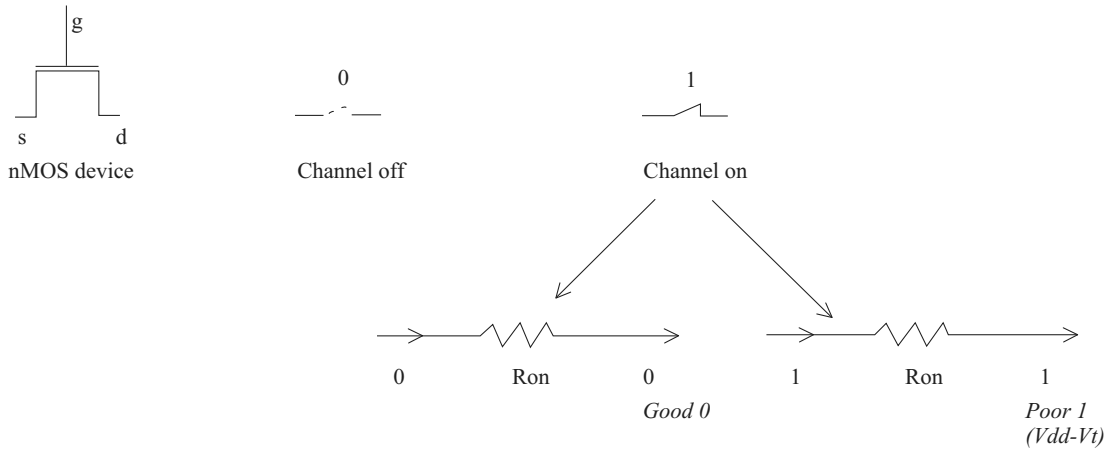 g
0
1
s
d
nMOS device
Channel off
Channel on
0
Ron
0
1
Ron
1
Good 0
Poor 1
(Vdd-Vt)